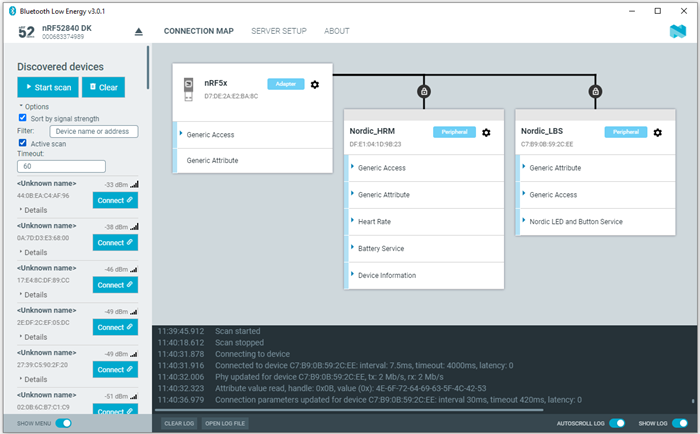 Bluetooth Low Energy v3.0.0
52 nRF52840 DK
000683374989
CONNECTION MAP SERVER SETUP ABOUT
Discovered devices
Start scan Clear
Options
Sort by signal strength
Filter: Device name or address
Active scan
Timeout:
60
<Unknown name> -33 dBm
44:0B:EA:C4:AF:96 Connect
Details
<Unknown name> -38 dBm
0A:7D:D3:E3:68:00 Connect
Details
<Unknown name> -46 dBm
17:E4:8C:DF:89:CC Connect
Details
<Unknown name> -49 dBm
2E:DF:2C:EF:05:DC Connect
Details
<Unknown name> -49 dBm
27:39:C5:90:2F:20 Connect
Details
<Unknown name> -51 dBm
02:0B:6C:B7:C1:C9 Connect
SHOW MENU
nRF5x Adapter
D7:DE:2A:E2:BA:8C
Generic Access
Generic Attribute
Nordic_HRM Peripheral
DF:E1:04:1D:98:23
Generic Access
Generic Attribute
Heart Rate
Battery Service
Device Information
Nordic_LBS Peripheral
C7:B9:0B:59:2C:EE
Generic Attribute
Generic Access
Nordic LED and Button Service
11:39:45.912 Scan started
11:40:18.612 Scan stopped
11:40:31.878 Connecting to device
11:40:31.916 Connected to device C7:B9:0B:59:2C:EE: interval: 7.5ms, timeout: 4000ms, latency: 0
11:40:32.006 Phy updated for device C7:B9:0B:59:2C:EE, tx: 2 Mb/s, rx: 2 Mb/s
11:40:32.323 Attribute value read, handle: 0x0B, value (0x): 4E-6F-72-64-69-63-5F-4C-42-53
11:40:36.979 Connection parameters updated for device C7:B9:0B:59:2C:EE: interval 30ms, timeout 420ms, latency: 0
CLEAR LOG OPEN LOG FILE AUTOSCROLL LOG SHOW LOG